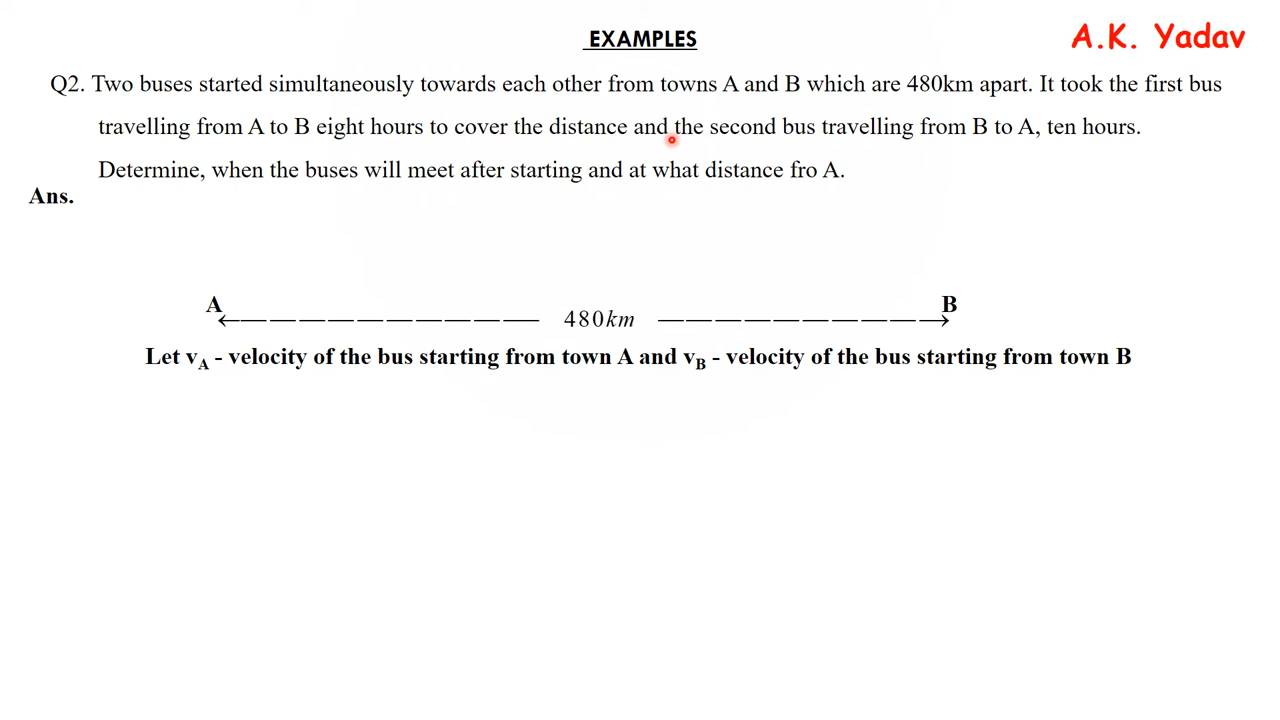 EXAMPLES
A.K. Yadav
Q2. Two buses started simultaneously towards each other from towns A and B which are 480km apart. It took the first bus
travelling from A to B eight hours to cover the distance and the second bus travelling from B to A, ten hours.
Determine, when the buses will meet after starting and at what distance fro A.
Ans.
A B
480km
Let vA - velocity of the bus starting from town A and vB - velocity of the bus starting from town B